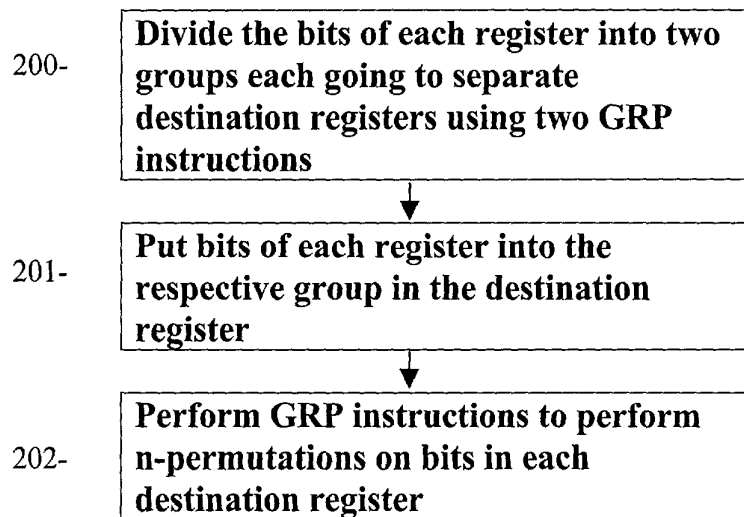 200-
Divide the bits of each register into two
groups each going to separate
destination registers using two GRP
instructions
201-
Put bits of each register into the
respective group in the destination
register
202-
Perform GRP instructions to perform
n-permutations on bits in each
destination register